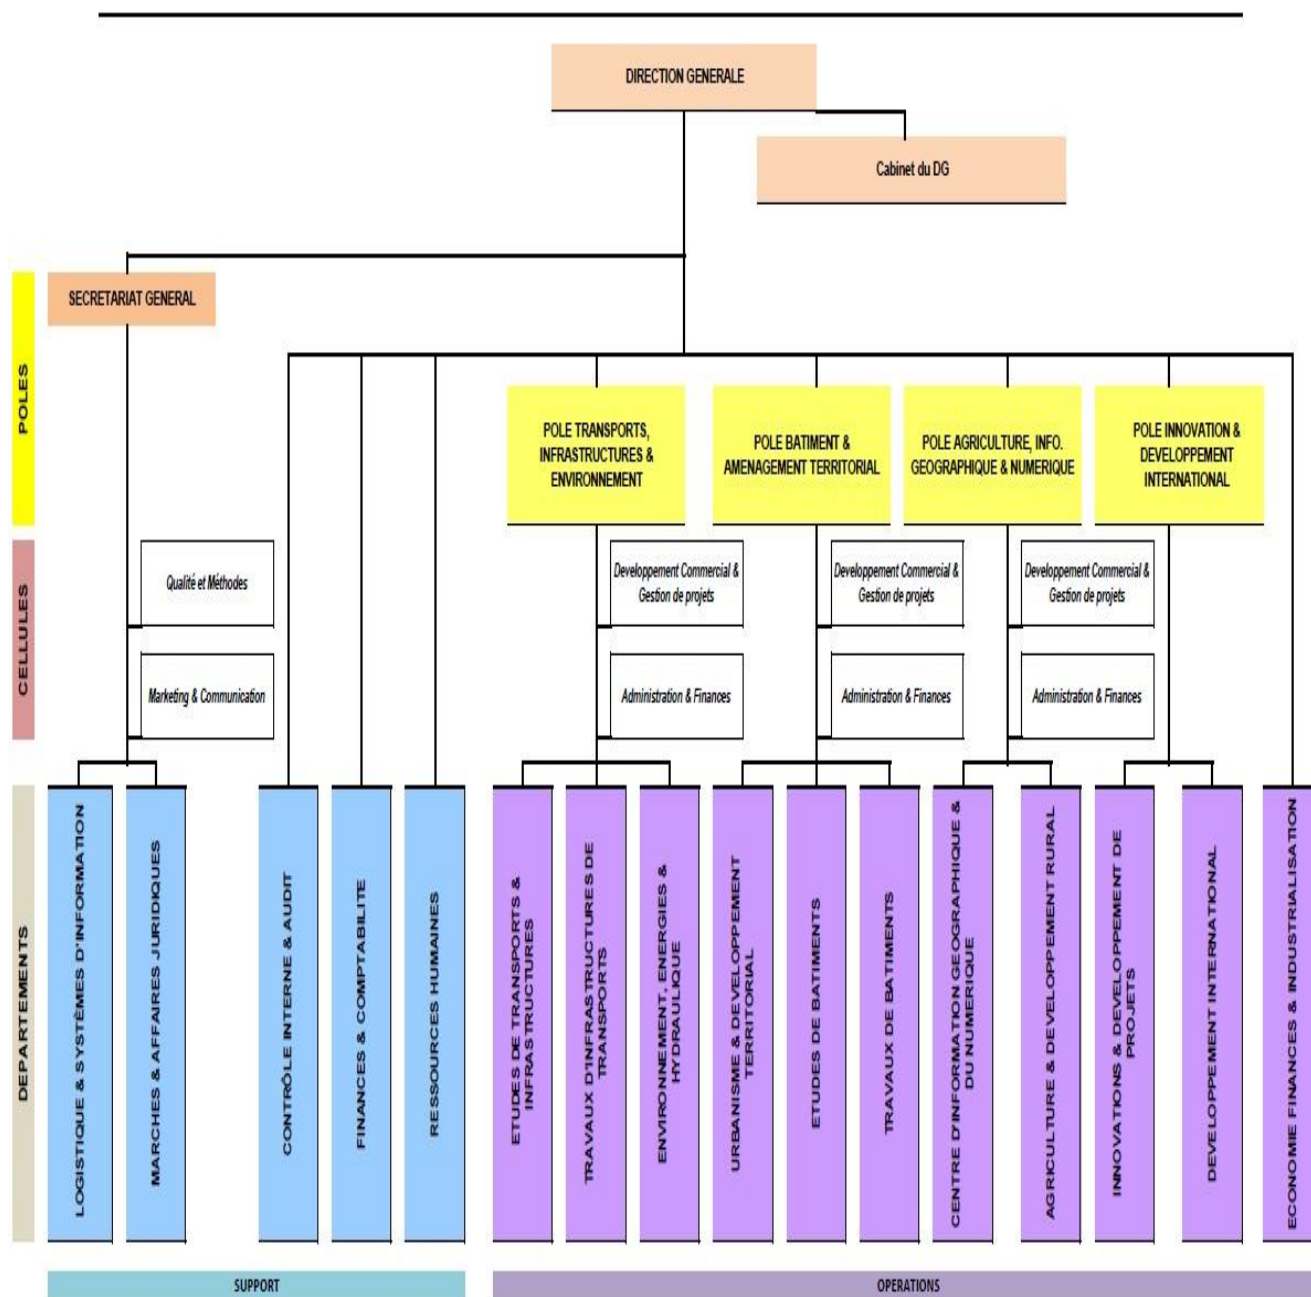 DIRECTION GENERALE
Cabinet du DG
SECRETARIAT GENERAL
POLES
POLE TRANSPORTS,
INFRASTRUCTURES &
ENVIRONNEMENT
POLE BATIMENT &
AMENAGEMENT TERRITORIAL
POLE AGRICULTURE, INFO.
GEOGRAPHIQUE & NUMERIQUE
POLE INNOVATION &
DEVELOPPEMENT
INTERNATIONAL
CELLULES
Qualité et Méthodes
Developpement Commercial &
Gestion de projets
Developpement Commercial &
Gestion de projets
Developpement Commercial &
Gestion de projets
Marketing & Communication
Administration & Finances
Administration & Finances
Administration & Finances
DEPARTEMENTS
LOGISTIQUE & SYSTÈMES D'INFORMATION
MARCHES & AFFAIRES JURIDIQUES
CONTRÔLE INTERNE & AUDIT
FINANCES & COMPTABILITE
RESSOURCES HUMAINES
ETUDES DE TRANSPORTS &
INFRASTRUCTURES
TRAVAUX D'INFRASTRUCTURES DE
TRANSPORTS
ENVIRONNEMENT, ENERGIES &
HYDRAULIQUE
URBANISME & DEVELOPPEMENT
TERRITORIAL
ETUDES DE BATIMENTS
TRAVAUX DE BATIMENTS
CENTRE D'INFORMATION GEOGRAPHIQUE &
DU NUMERIQUE
AGRICULTURE & DEVELOPPEMENT RURAL
INNOVATIONS & DEVELOPPEMENT DE
PROJETS
DEVELOPPEMENT INTERNATIONAL
ECONOMIE FINANCES & INDUSTRIALISATION
SUPPORT
OPERATIONS